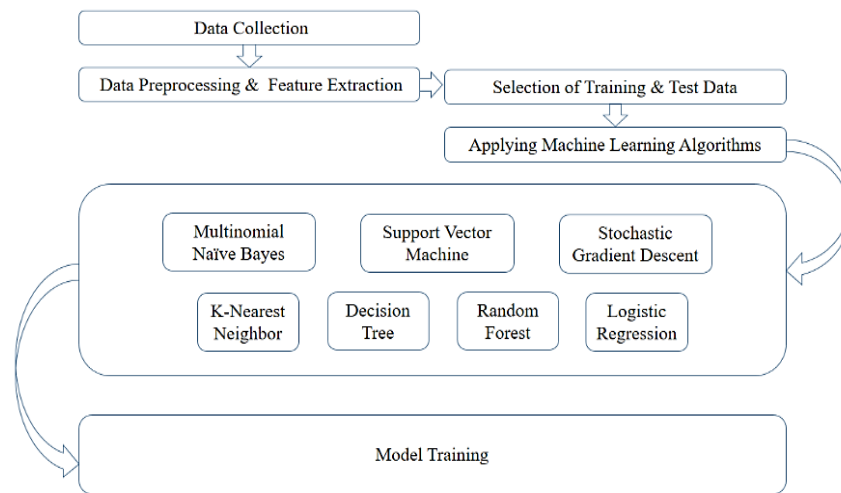 Data Collection
Data Preprocessing & Feature Extraction
Selection of Training & Test Data
Applying Machine Learning Algorithms
Multinomial
Naïve Bayes
Support Vector
Machine
Stochastic
Gradient Descent
K-Nearest
Neighbor
Decision
Tree
Random
Forest
Logistic
Regression
Model Training